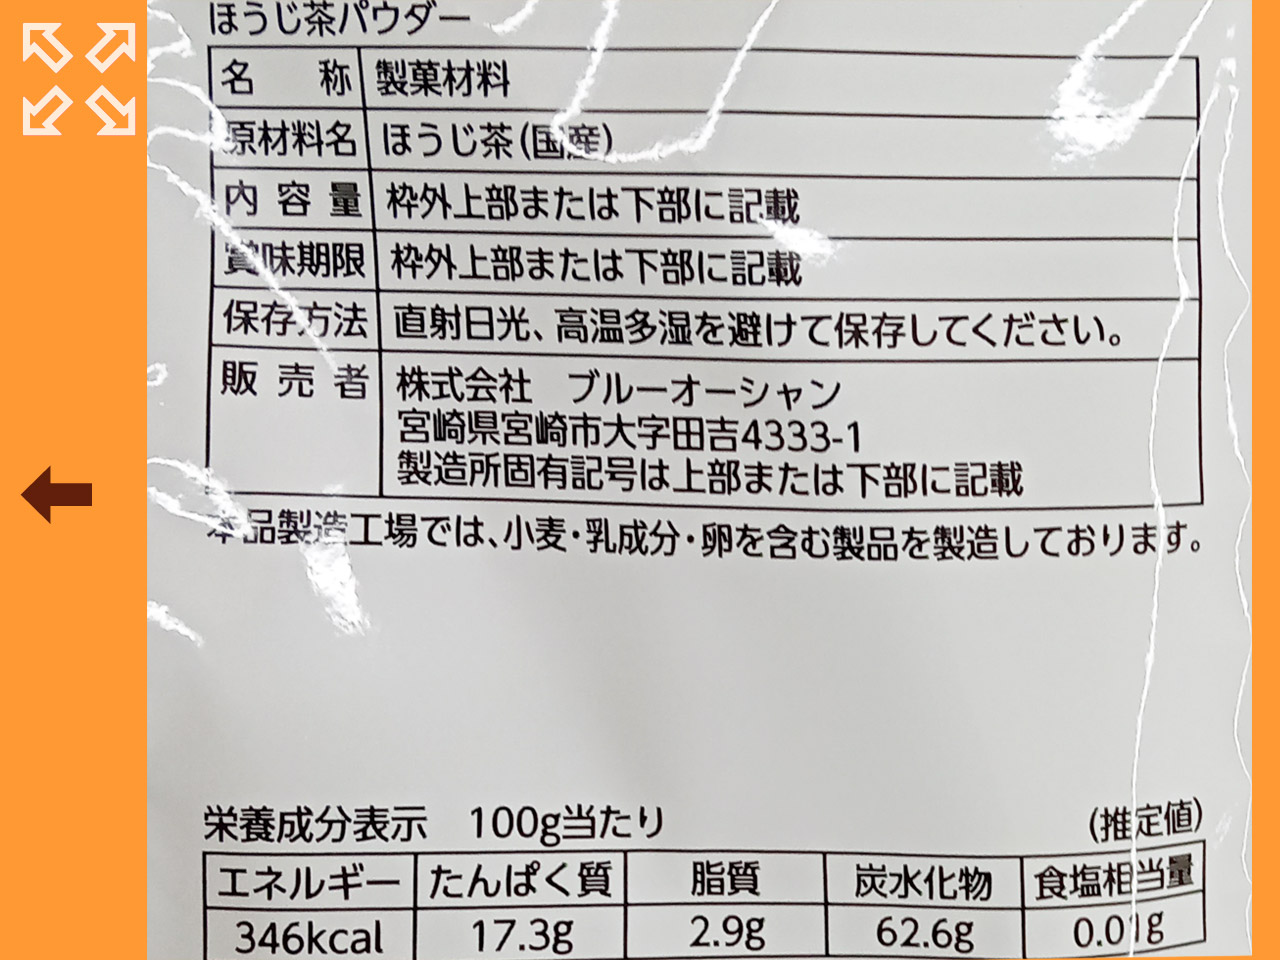 ほうじ茶パウダー
名称 製菓材料
原材料名 ほうじ茶(国産)
内容量 枠外上部または下部に記載
賞味期限 枠外上部または下部に記載
保存方法 直射日光、高温多湿を避けて保存してください。
販売者 株式会社 ブルーオーシャン
宮崎県宮崎市大字田吉4333-1
製造所固有記号は上部または下部に記載
本品製造工場では、小麦・乳成分・卵を含む製品を製造しております。
栄養成分表示 100g当たり (推定値)
エネルギー たんぱく質 脂質 炭水化物 食塩相当量
346kcal 17.3g 2.9g 62.6g 0.01g